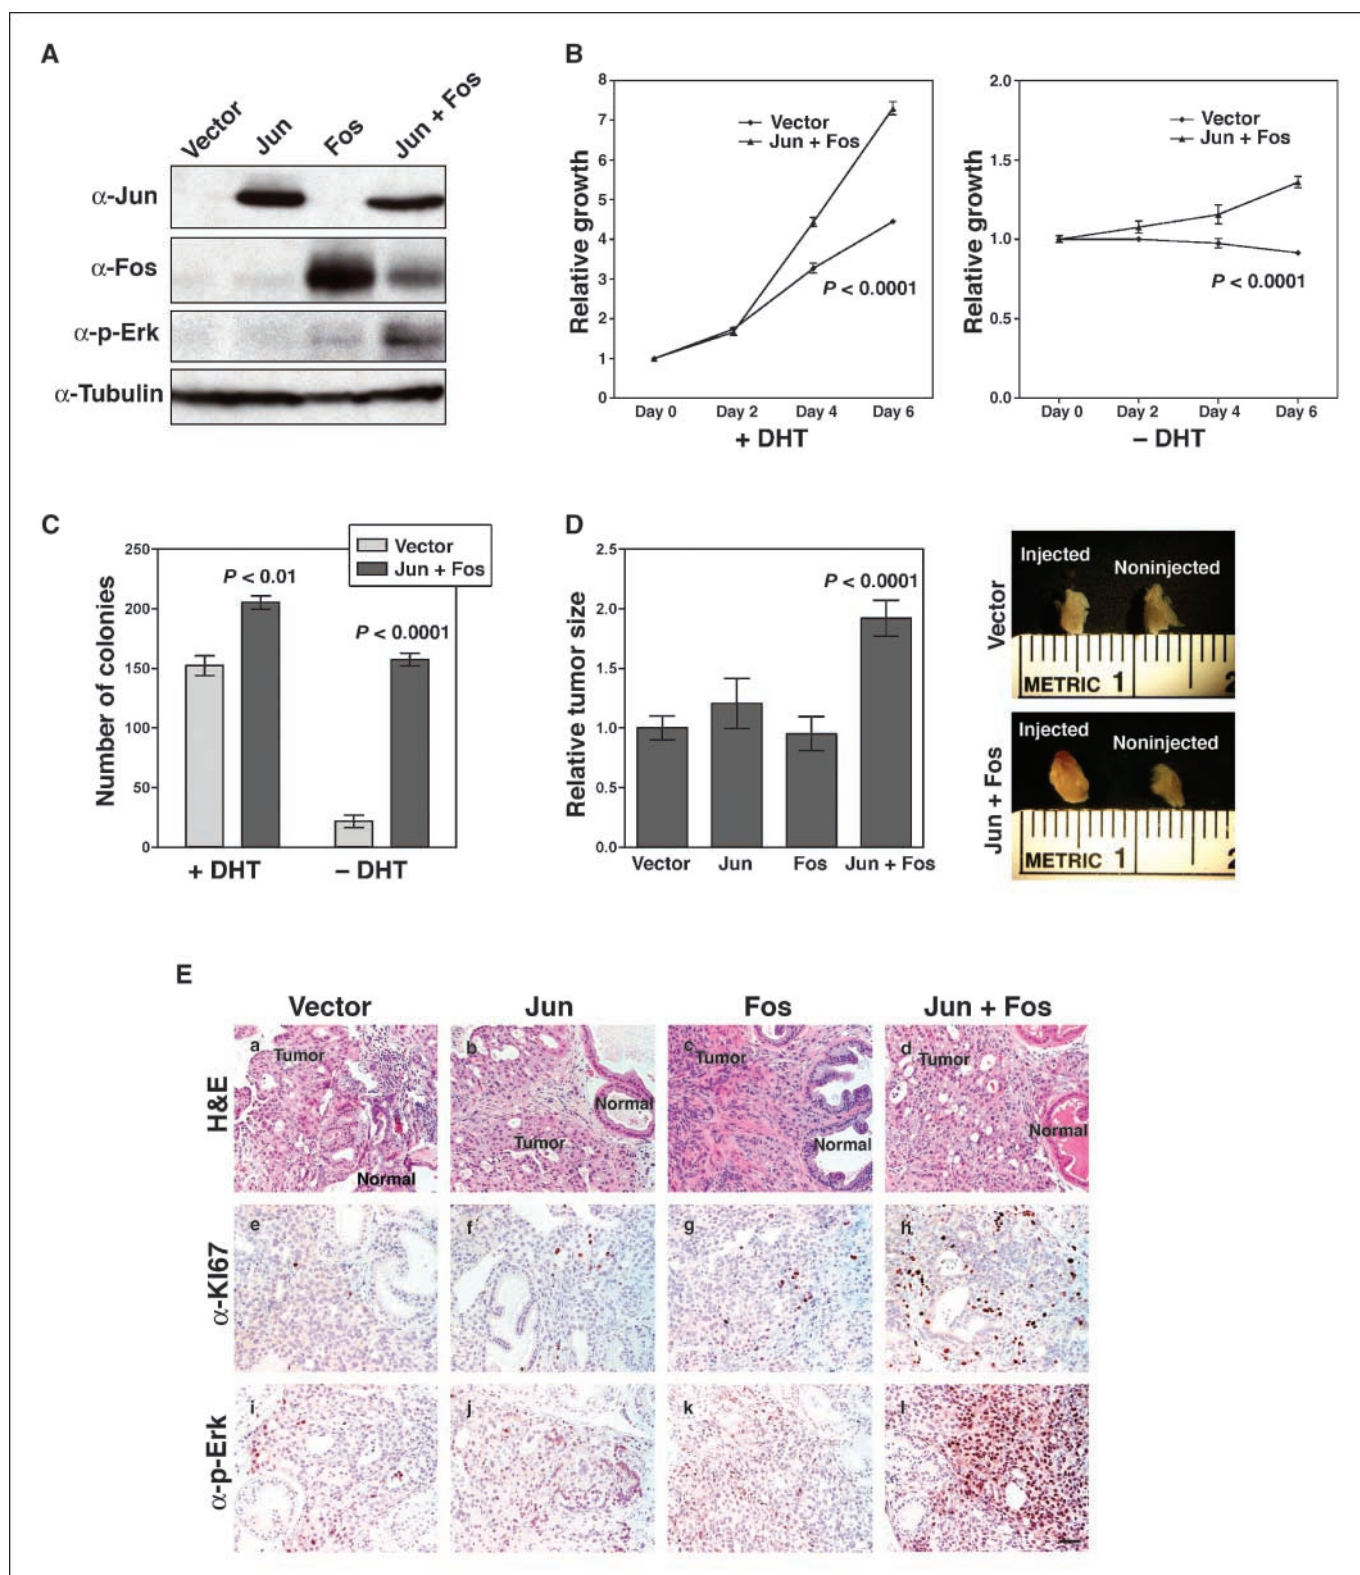 A
Vector
Jun
Fos
Jun + Fos
α-Jun
α-Fos
α-p-Erk
α-Tubulin
B
Relative growth
8
7
6
5
4
3
2
1
0
Vector
Jun + Fos
P < 0.0001
Day 0
Day 2
Day 4
Day 6
+ DHT
Relative growth
2.0
1.5
1.0
0.5
0.0
Vector
Jun + Fos
P < 0.0001
Day 0
Day 2
Day 4
Day 6
– DHT
C
Number of colonies
250
200
150
100
50
0
Vector
Jun + Fos
P < 0.01
P < 0.0001
+ DHT
– DHT
D
Relative tumor size
2.5
2.0
1.5
1.0
0.5
0.0
P < 0.0001
Vector
Jun
Fos
Jun + Fos
Vector
Injected
Noninjected
METRIC 1
2
Jun + Fos
Injected
Noninjected
METRIC 1
2
E
Vector
Jun
Fos
Jun + Fos
H&E
a
Tumor
Normal
b
Normal
Tumor
c
Tumor
Normal
d
Tumor
Normal
α-KI67
e
f
g
h
α-p-Erk
i
j
k
l